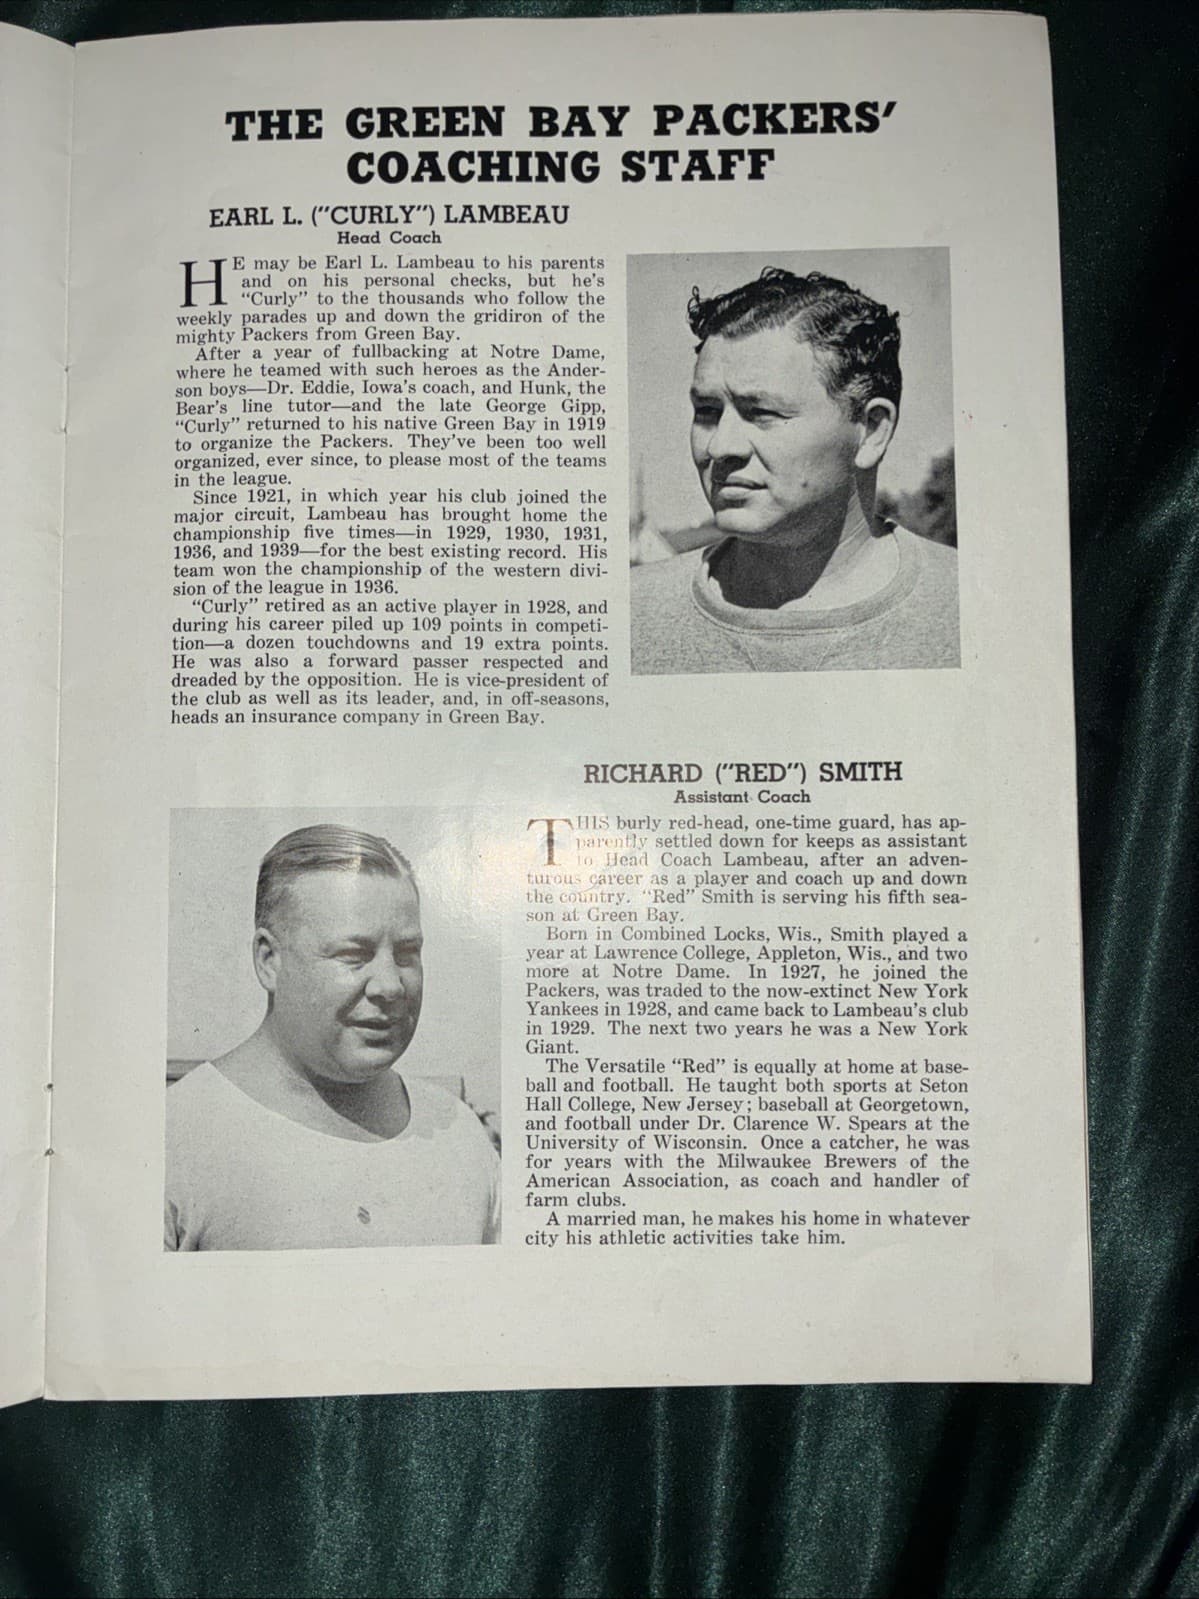 THE GREEN BAY PACKERS'
COACHING STAFF
EARL L. ("CURLY") LAMBEAU
Head Coach
HE may be Earl L. Lambeau to his parents
and on his personal checks, but he's
"Curly" to the thousands who follow the
weekly parades up and down the gridiron of the
mighty Packers from Green Bay.
After a year of fullbacking at Notre Dame,
where he teamed with such heroes as the Ander-
son boys—Dr. Eddie, Iowa's coach, and Hunk, the
Bear's line tutor—and the late George Gipp,
"Curly" returned to his native Green Bay in 1919
to organize the Packers. They've been too well
organized, ever since, to please most of the teams
in the league.
Since 1921, in which year his club joined the
major circuit, Lambeau has brought home the
championship five times—in 1929, 1930, 1931,
1936, and 1939—for the best existing record. His
team won the championship of the western divi-
sion of the league in 1936.
"Curly" retired as an active player in 1928, and
during his career piled up 109 points in competi-
tion—a dozen touchdowns and 19 extra points.
He was also a forward passer respected and
dreaded by the opposition. He is vice-president of
the club as well as its leader, and, in off-seasons,
heads an insurance company in Green Bay.
RICHARD ("RED") SMITH
Assistant Coach
THIS burly red-head, one-time guard, has ap-
parently settled down for keeps as assistant
to Head Coach Lambeau, after an adven-
turous career as a player and coach up and down
the country. "Red" Smith is serving his fifth sea-
son at Green Bay.
Born in Combined Locks, Wis., Smith played a
year at Lawrence College, Appleton, Wis., and two
more at Notre Dame. In 1927, he joined the
Packers, was traded to the now-extinct New York
Yankees in 1928, and came back to Lambeau's club
in 1929. The next two years he was a New York
Giant.
The Versatile "Red" is equally at home at base-
ball and football. He taught both sports at Seton
Hall College, New Jersey; baseball at Georgetown,
and football under Dr. Clarence W. Spears at the
University of Wisconsin. Once a catcher, he was
for years with the Milwaukee Brewers of the
American Association, as coach and handler of
farm clubs.
A married man, he makes his home in whatever
city his athletic activities take him.